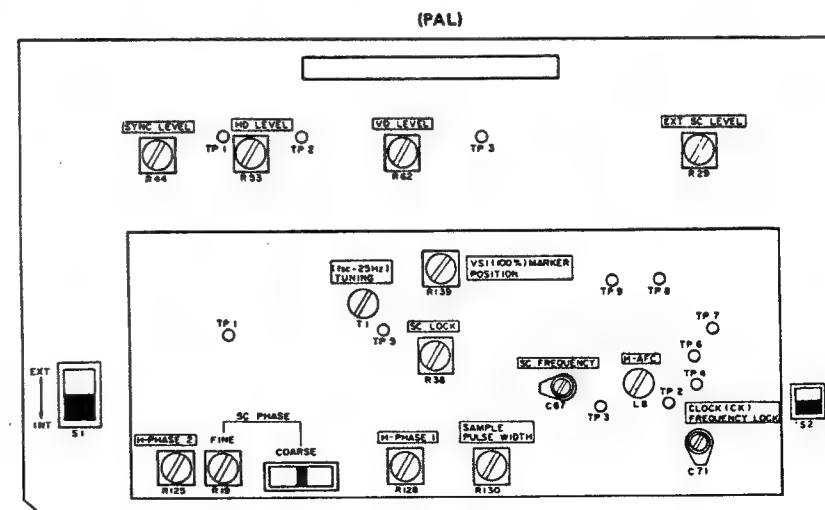 (PAL)
SYNC LEVEL
HD LEVEL
VD LEVEL
EXT SC LEVEL
TP 1
TP 2
TP 3
R44
R53
R62
R29
[fsc-25Hz]
TUNING
VSI(100%)MARKER
POSITION
R139
T1
TP 9
TP 8
TP 1
TP 5
SC LOCK
R38
TP 7
TP 6
EXT
INT
S1
SC FREQUENCY
H-AFC
TP 4
C67
L8
TP 2
TP 3
CLOCK(CK)
FREQUENCY LOCK
S2
SC PHASE
H-PHASE 2
FINE
COARSE
H-PHASE 1
SAMPLE
PULSE WIDTH
R125
R19
R128
R130
C71